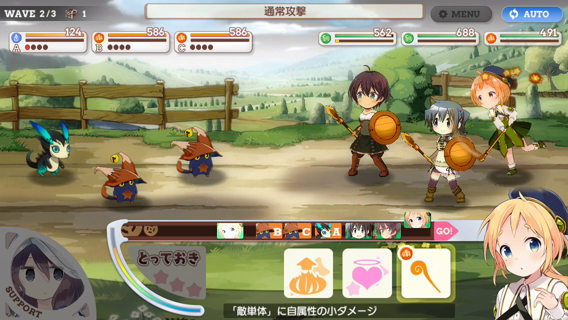 WAVE 2/3 1
通常攻撃
MENU
AUTO
124
586
586
562
688
491
A
B
C
B C A
GO!
SUPPORT
とっておき
「敵単体」に自属性の小ダメージ